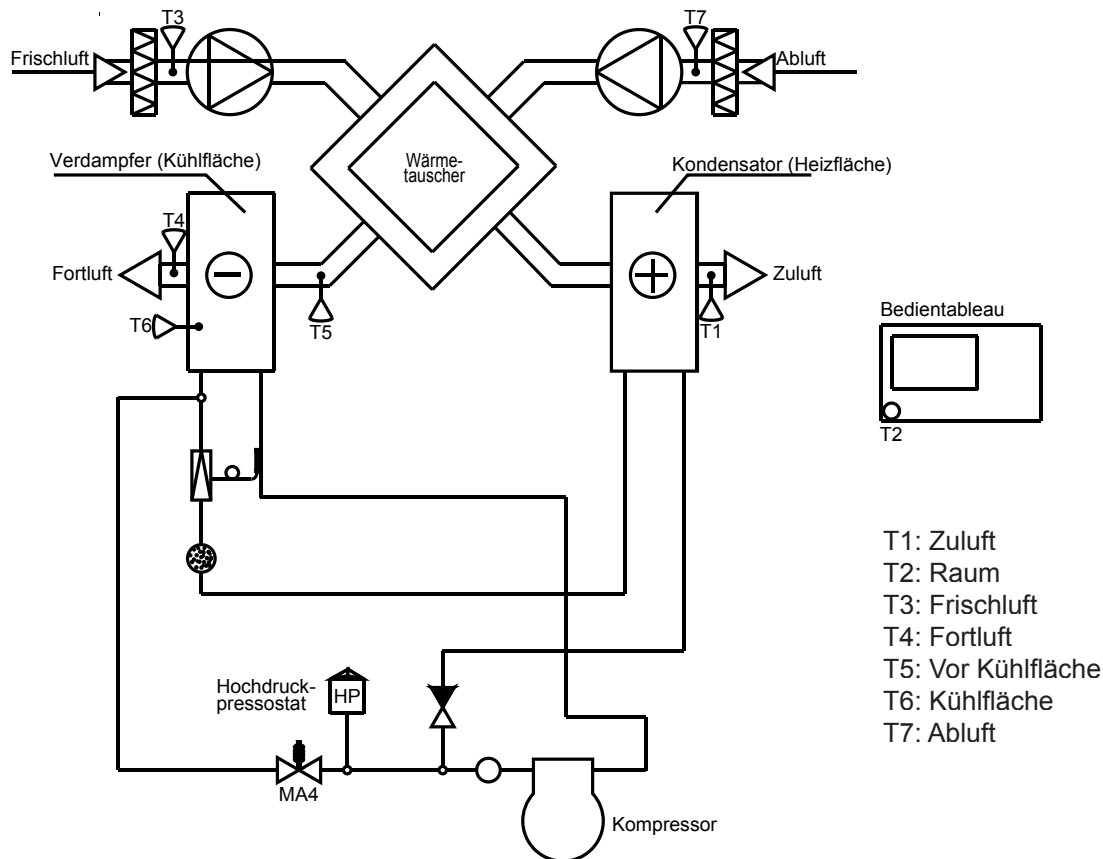 T3
T7
Frischluft
Abluft
Verdampfer (Kühlfläche)
Wärme-
tauscher
Kondensator (Heizfläche)
T4
Fortluft
Zuluft
T6
T5
T1
Bedientableau
T2
Hochdruck-
pressostat
HP
MA4
Kompressor
T1: Zuluft
T2: Raum
T3: Frischluft
T4: Fortluft
T5: Vor Kühlfläche
T6: Kühlfläche
T7: Abluft